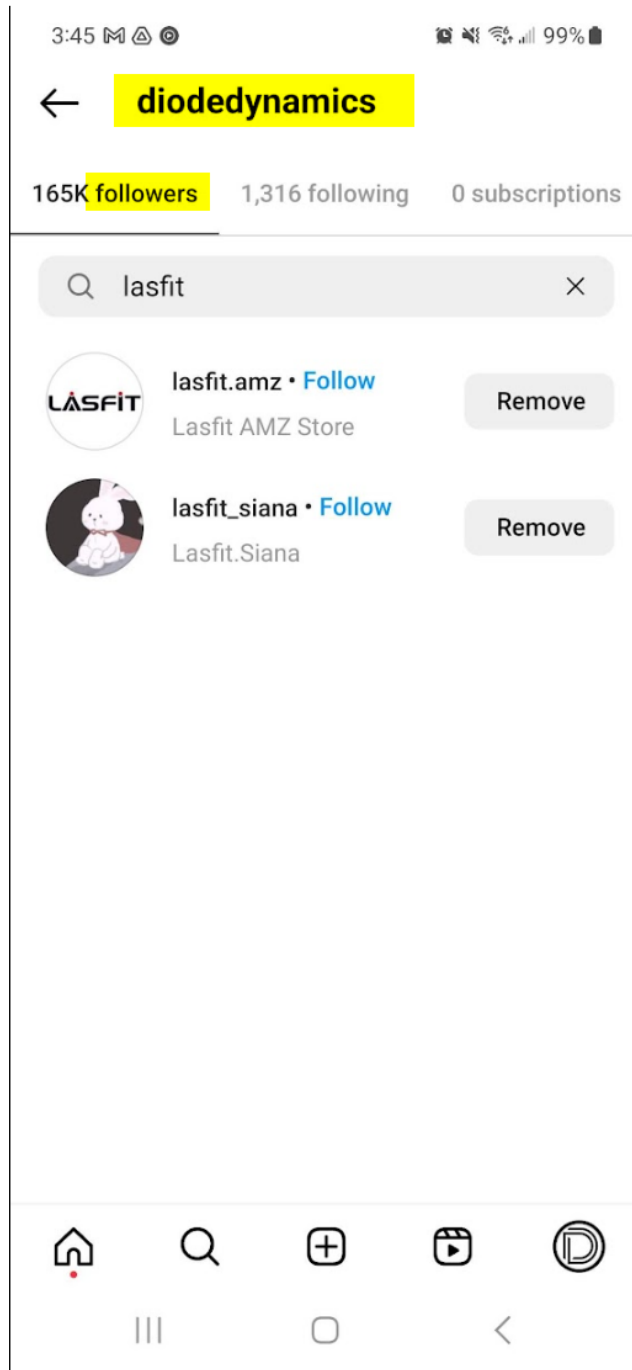 3:45 99%
diodedynamics
165K followers 1,316 following 0 subscriptions
lasfit
LASFIT
lasfit.amz • Follow
Remove
Lasfit AMZ Store
lasfit_siana • Follow
Remove
Lasfit.Siana